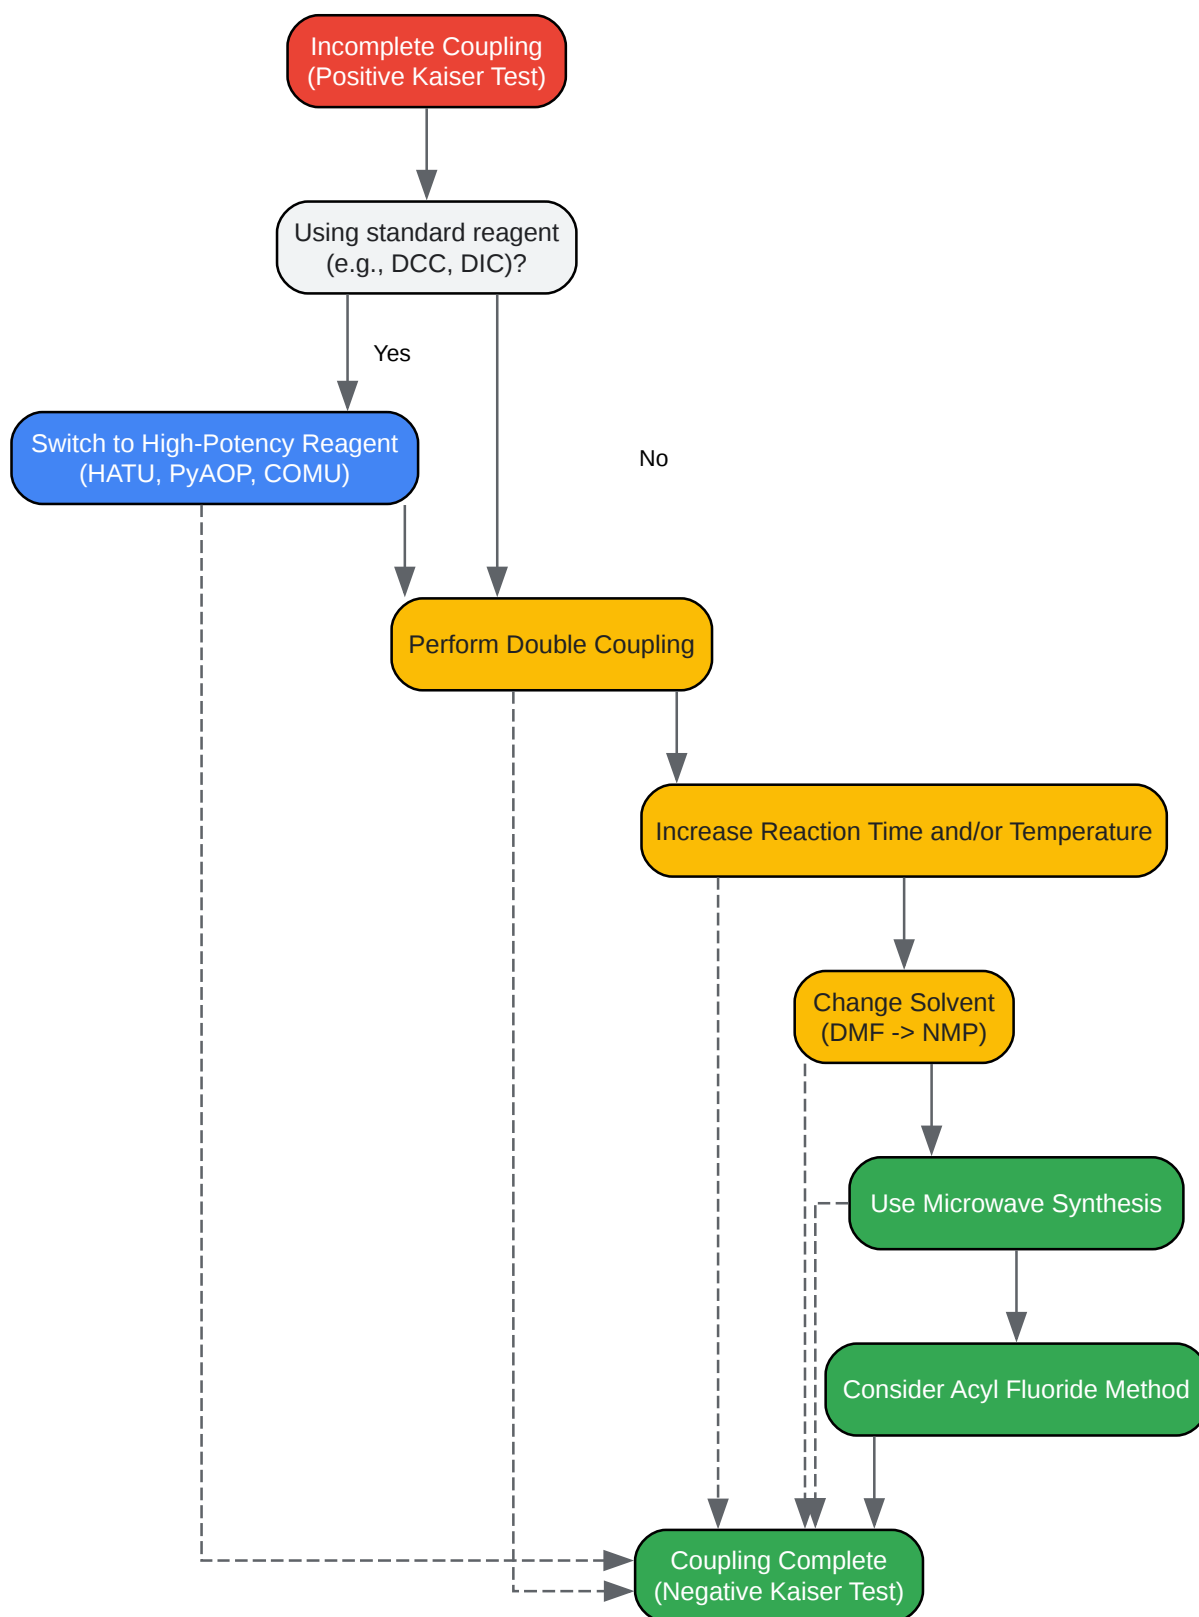 Incomplete Coupling
(Positive Kaiser Test)
Using standard reagent
(e.g., DCC, DIC)?
Yes
Switch to High-Potency Reagent
(HATU, PyAOP, COMU)
No
Perform Double Coupling
Increase Reaction Time and/or Temperature
Change Solvent
(DMF -> NMP)
Use Microwave Synthesis
Consider Acyl Fluoride Method
Coupling Complete
(Negative Kaiser Test)